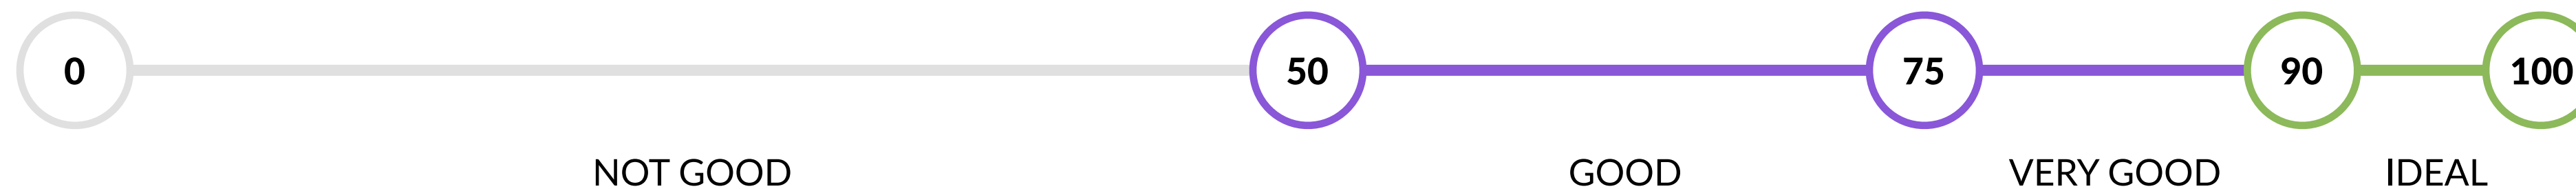 0 50 75 90 100
NOT GOOD GOOD VERY GOOD IDEAL